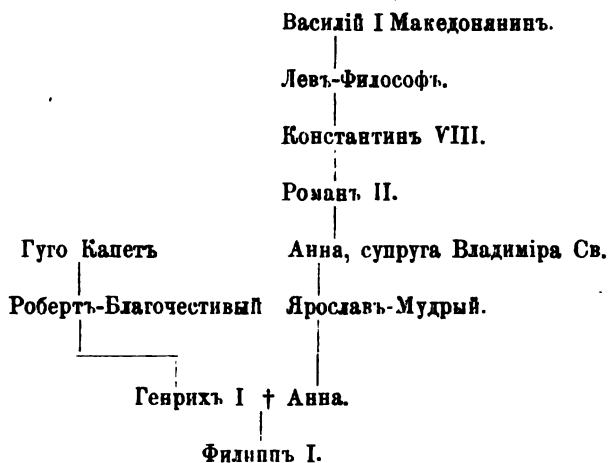 Василій I Македонянинъ.
Левъ-Философъ.
Константинъ VIII.
Романъ II.
Гуго Капетъ
Анна, супруга Владиміра Св.
Робертъ-Благочестивый
Ярославъ-Мудрый.
Генрихъ I † Анна.
Филиппъ I.